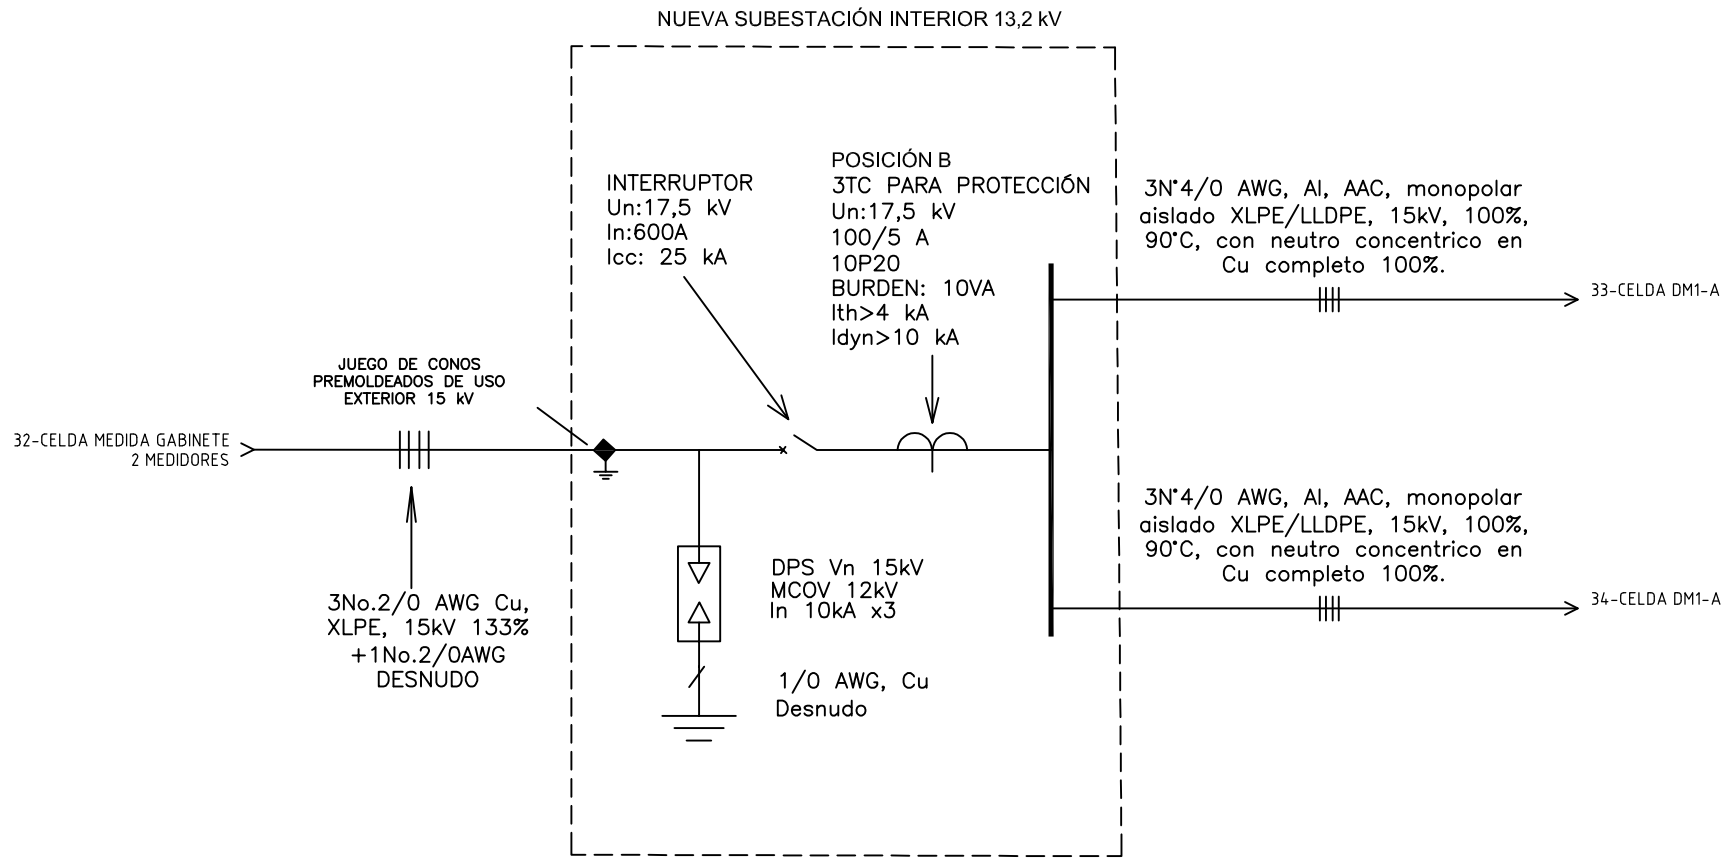 NUEVA SUBESTACIÓN INTERIOR 13,2 kV
INTERRUPTOR
Un:17,5 kV
In:600A
Icc: 25 kA
POSICIÓN B
3TC PARA PROTECCIÓN
Un:17,5 kV
100/5 A
10P20
BURDEN: 10VA
Ith>4 kA
Idyn>10 kA
3N°4/0 AWG, Al, AAC, monopolar
aislado XLPE/LLDPE, 15kV, 100%,
90°C, con neutro concentrico en
Cu completo 100%.
33-CELDA DM1-A
JUEGO DE CONOS
PREMOLDEADOS DE USO
EXTERIOR 15 kV
32-CELDA MEDIDA GABINETE
2 MEDIDORES
3No.2/0 AWG Cu,
XLPE, 15kV 133%
+1No.2/0AWG
DESNUDO
DPS Vn 15kV
MCOV 12kV
In 10kA x3
1/0 AWG, Cu
Desnudo
3N°4/0 AWG, Al, AAC, monopolar
aislado XLPE/LLDPE, 15kV, 100%,
90°C, con neutro concentrico en
Cu completo 100%.
34-CELDA DM1-A